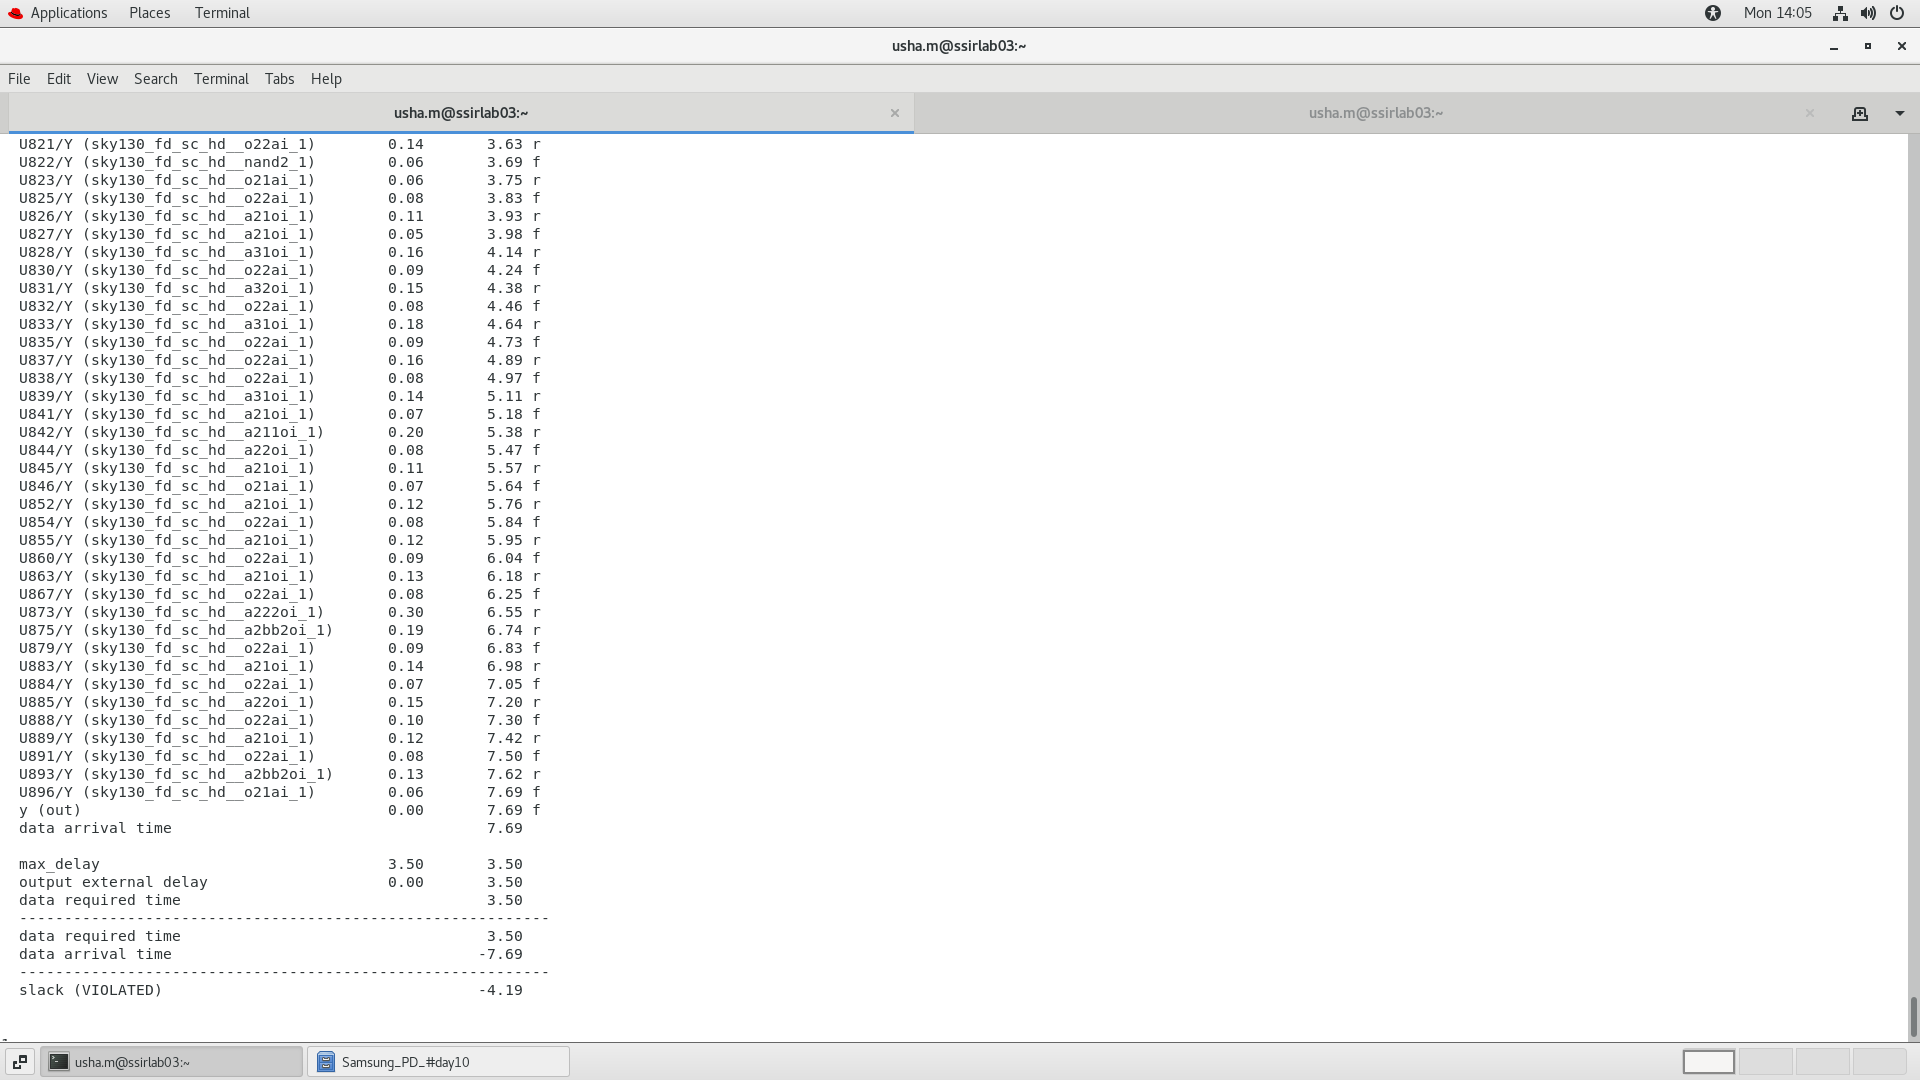 Applications Places Terminal Mon 14:05
usha.m@ssirlab03:~
File Edit View Search Terminal Tabs Help
usha.m@ssirlab03:~ × usha.m@ssirlab03:~ ×
U821/Y (sky130_fd_sc_hd__o22ai_1) 0.14 3.63 r
U822/Y (sky130_fd_sc_hd__nand2_1) 0.06 3.69 f
U823/Y (sky130_fd_sc_hd__o21ai_1) 0.06 3.75 r
U825/Y (sky130_fd_sc_hd__o22ai_1) 0.08 3.83 f
U826/Y (sky130_fd_sc_hd__a21oi_1) 0.11 3.93 r
U827/Y (sky130_fd_sc_hd__a21oi_1) 0.05 3.98 f
U828/Y (sky130_fd_sc_hd__a31oi_1) 0.16 4.14 r
U830/Y (sky130_fd_sc_hd__o22ai_1) 0.09 4.24 f
U831/Y (sky130_fd_sc_hd__a32oi_1) 0.15 4.38 r
U832/Y (sky130_fd_sc_hd__o22ai_1) 0.08 4.46 f
U833/Y (sky130_fd_sc_hd__a31oi_1) 0.18 4.64 r
U835/Y (sky130_fd_sc_hd__o22ai_1) 0.09 4.73 f
U837/Y (sky130_fd_sc_hd__o22ai_1) 0.16 4.89 r
U838/Y (sky130_fd_sc_hd__o22ai_1) 0.08 4.97 f
U839/Y (sky130_fd_sc_hd__a31oi_1) 0.14 5.11 r
U841/Y (sky130_fd_sc_hd__a21oi_1) 0.07 5.18 f
U842/Y (sky130_fd_sc_hd__a211oi_1) 0.20 5.38 r
U844/Y (sky130_fd_sc_hd__a22oi_1) 0.08 5.47 f
U845/Y (sky130_fd_sc_hd__a21oi_1) 0.11 5.57 r
U846/Y (sky130_fd_sc_hd__o21ai_1) 0.07 5.64 f
U852/Y (sky130_fd_sc_hd__a21oi_1) 0.12 5.76 r
U854/Y (sky130_fd_sc_hd__o22ai_1) 0.08 5.84 f
U855/Y (sky130_fd_sc_hd__a21oi_1) 0.12 5.95 r
U860/Y (sky130_fd_sc_hd__o22ai_1) 0.09 6.04 f
U863/Y (sky130_fd_sc_hd__a21oi_1) 0.13 6.18 r
U867/Y (sky130_fd_sc_hd__o22ai_1) 0.08 6.25 f
U873/Y (sky130_fd_sc_hd__a222oi_1) 0.30 6.55 r
U875/Y (sky130_fd_sc_hd__a2bb2oi_1) 0.19 6.74 r
U879/Y (sky130_fd_sc_hd__o22ai_1) 0.09 6.83 f
U883/Y (sky130_fd_sc_hd__a21oi_1) 0.14 6.98 r
U884/Y (sky130_fd_sc_hd__o22ai_1) 0.07 7.05 f
U885/Y (sky130_fd_sc_hd__a22oi_1) 0.15 7.20 r
U888/Y (sky130_fd_sc_hd__o22ai_1) 0.10 7.30 f
U889/Y (sky130_fd_sc_hd__a21oi_1) 0.12 7.42 r
U891/Y (sky130_fd_sc_hd__o22ai_1) 0.08 7.50 f
U893/Y (sky130_fd_sc_hd__a2bb2oi_1) 0.13 7.62 r
U896/Y (sky130_fd_sc_hd__o21ai_1) 0.06 7.69 f
y (out) 0.00 7.69 f
data arrival time 7.69
max_delay 3.50 3.50
output external delay 0.00 3.50
data required time 3.50
-----------------------------------------------------------
data required time 3.50
data arrival time -7.69
-----------------------------------------------------------
slack (VIOLATED) -4.19
usha.m@ssirlab03:~ Samsung_PD_#day10